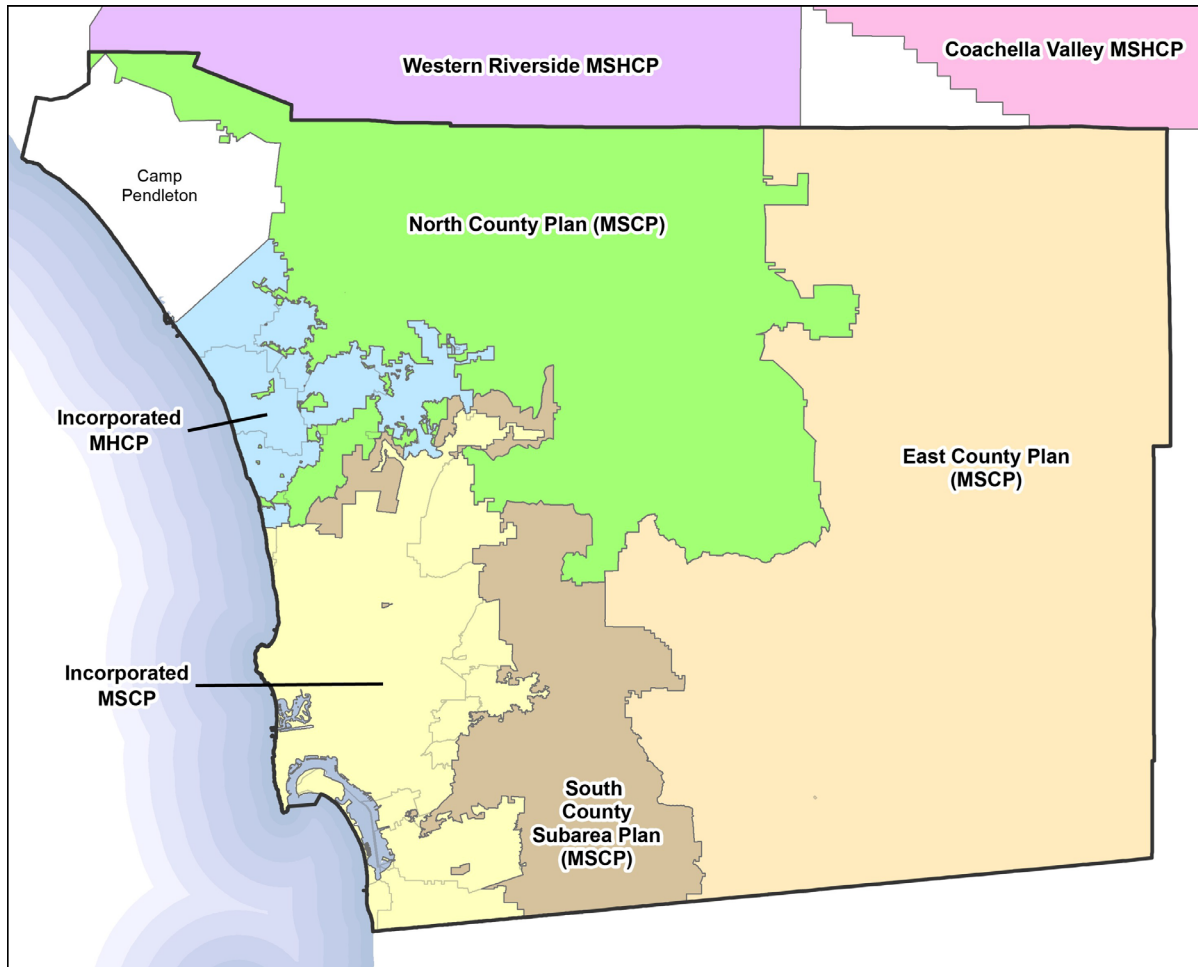 Western Riverside MSHCP
Coachella Valley MSHCP
Camp
Pendleton
North County Plan (MSCP)
Incorporated
MHCP
East County Plan
(MSCP)
Incorporated
MSCP
South
County
Subarea Plan
(MSCP)